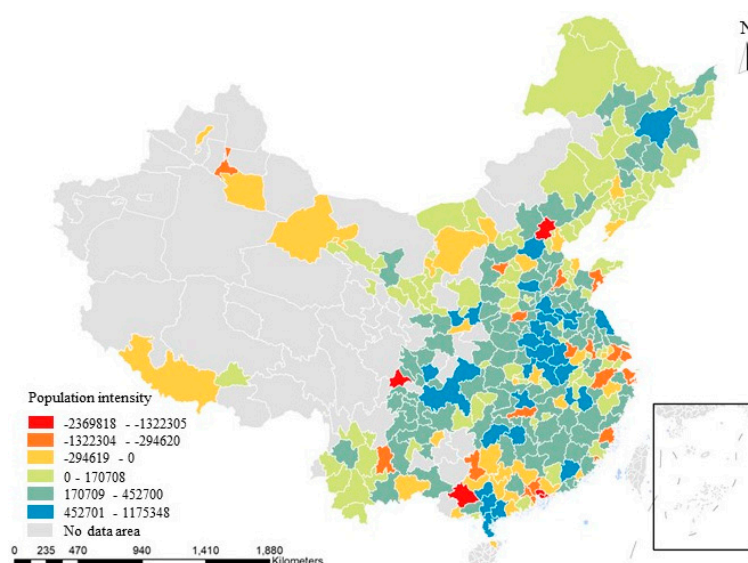 N
Population intensity
-2369818 - -1322305
-1322304 - -294620
-294619 - 0
0 - 170708
170709 - 452700
452701 - 1175348
No data area
0 235 470 940 1,410 1,880
Kilometers